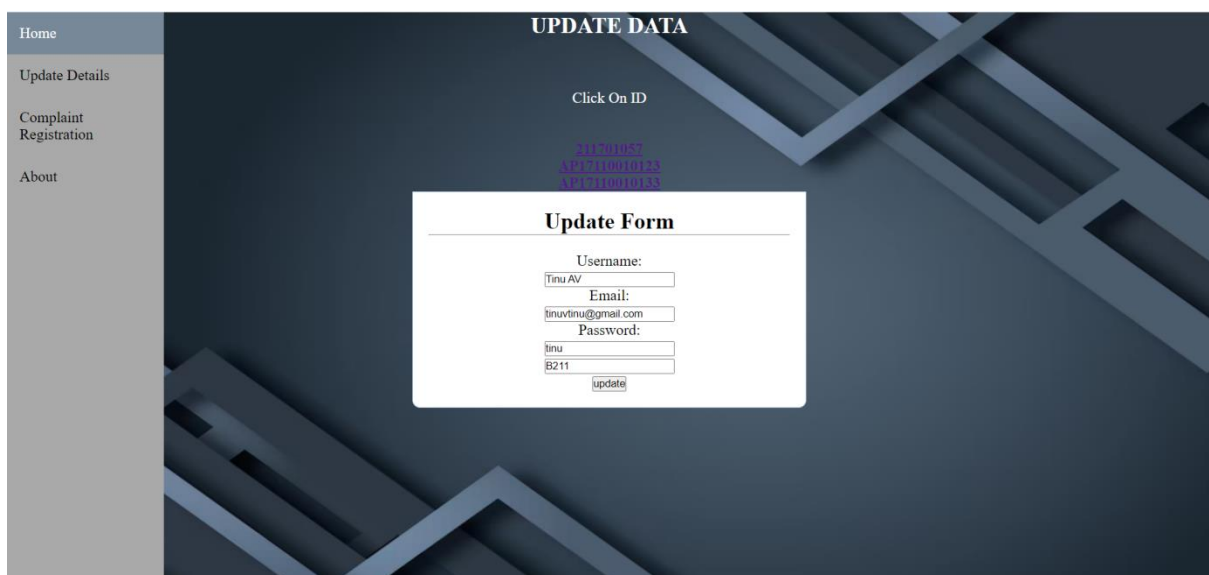 Home
Update Details
Complaint
Registration
About
UPDATE DATA
Click On ID
211701057
AP17110010123
AP17110010133
Update Form
Username:
Tinu AV
Email:
tinuvtinu@gmail.com
Password:
tinu
B211
update